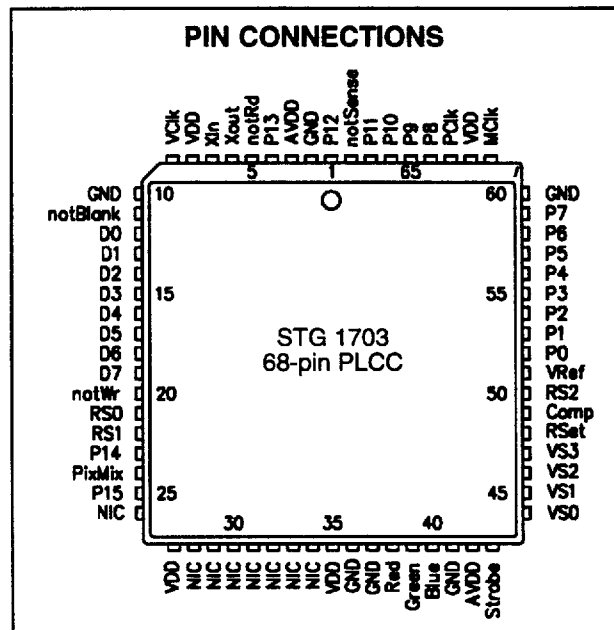 PIN CONNECTIONS
VClk VDD XIn Xout notRd P13 AVDD GND P12 notSense P11 P10 P9 P8 PClk VDD MClk
5 1 65
GND 10 60 GND
notBlank P7
D0 P6
D1 P5
D2 P4
D3 15 55 P3
D4 P2
D5 P1
STG 1703
D6 P0
68-pin PLCC
D7 VRef
notWr 20 50 RS2
RS0 Comp
RS1 RSet
P14 VS3
PixMix VS2
P15 25 45 VS1
NIC VS0
30 35 40
VDD NIC NIC NIC NIC NIC NIC NIC VDD GND GND Red Green Blue GND AVDD Strobe